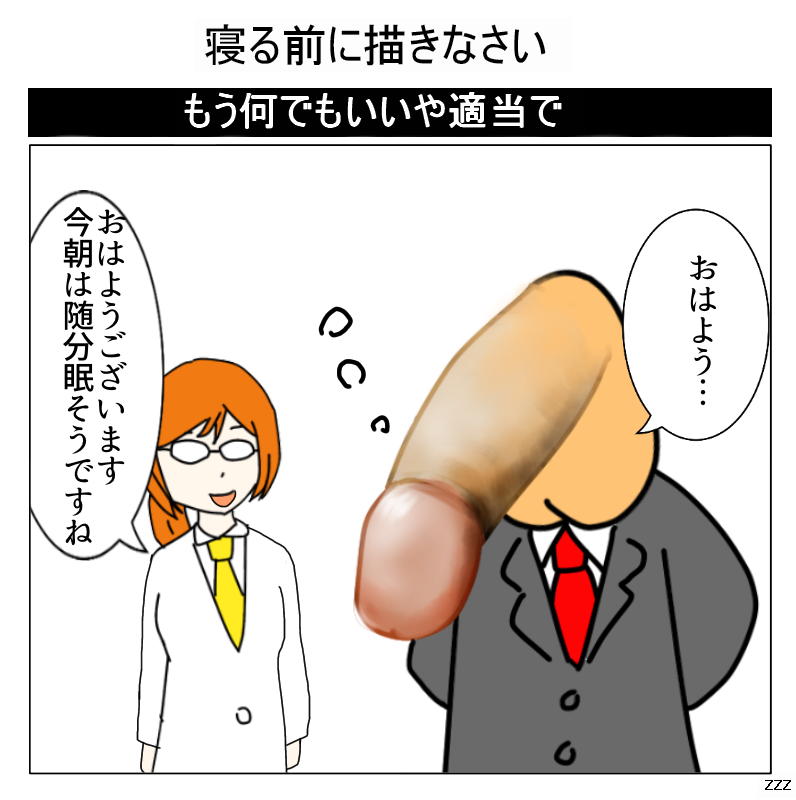 寝る前に描きなさい
もう何でもいいや適当で
おはよう…
おはようございます
今朝は随分眠そうですね
zzz